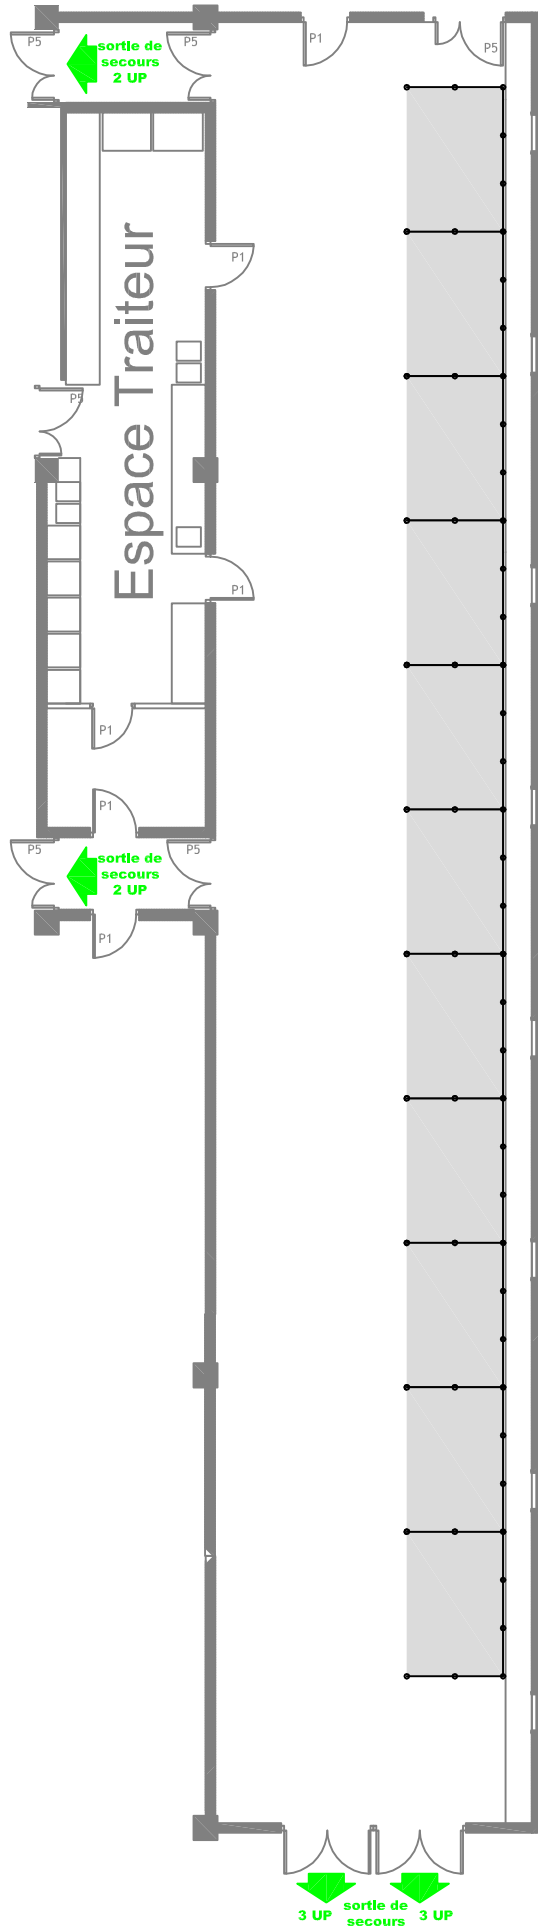 P5
sortie de
secours
2 UP
P5
P1
P5
P1
Espace Traiteur
P5
P1
P1
P1
P5
sortie de
secours
2 UP
P5
P1
3 UP
sortie de
secours
3 UP